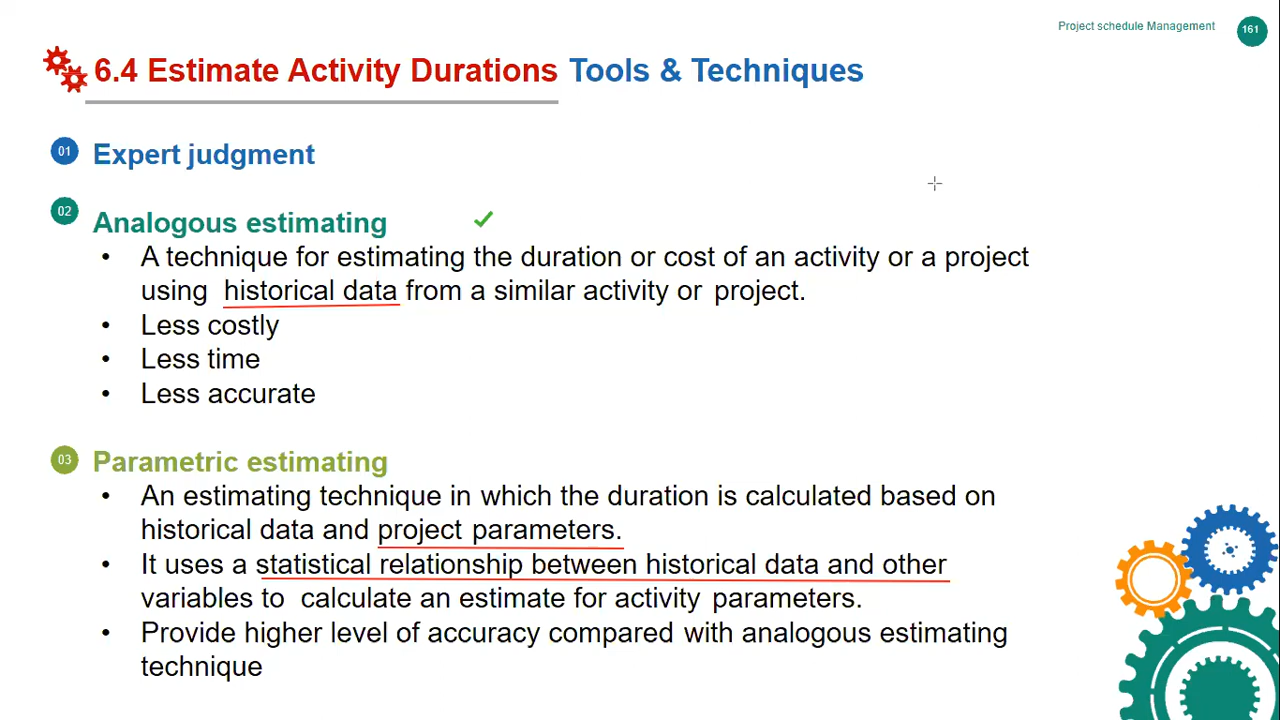 Project schedule Management 161
6.4 Estimate Activity Durations Tools & Techniques
01 Expert judgment
02 Analogous estimating
• A technique for estimating the duration or cost of an activity or a project
using historical data from a similar activity or project.
• Less costly
• Less time
• Less accurate
03 Parametric estimating
• An estimating technique in which the duration is calculated based on
historical data and project parameters.
• It uses a statistical relationship between historical data and other
variables to calculate an estimate for activity parameters.
• Provide higher level of accuracy compared with analogous estimating
technique